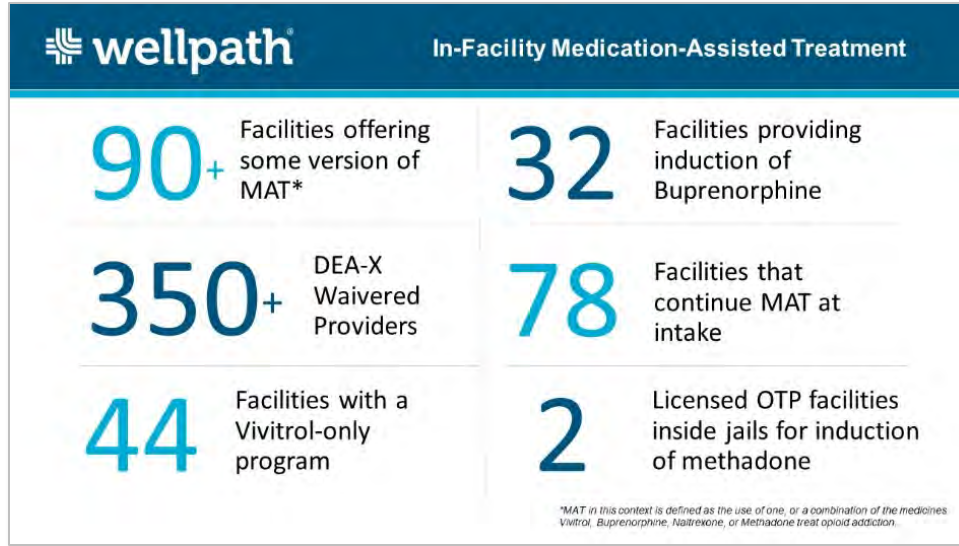 wellpath
In-Facility Medication-Assisted Treatment
90+
Facilities offering
some version of
MAT*
32
Facilities providing
induction of
Buprenorphine
350+
DEA-X
Waivered
Providers
78
Facilities that
continue MAT at
intake
44
Facilities with a
Vivitrol-only
program
2
Licensed OTP facilities
inside jails for induction
of methadone
*MAT in this context is defined as the use of one, or a combination of the medicines
Vivitrol, Buprenorphine, Naltrexone, or Methadone treat opioid addiction.